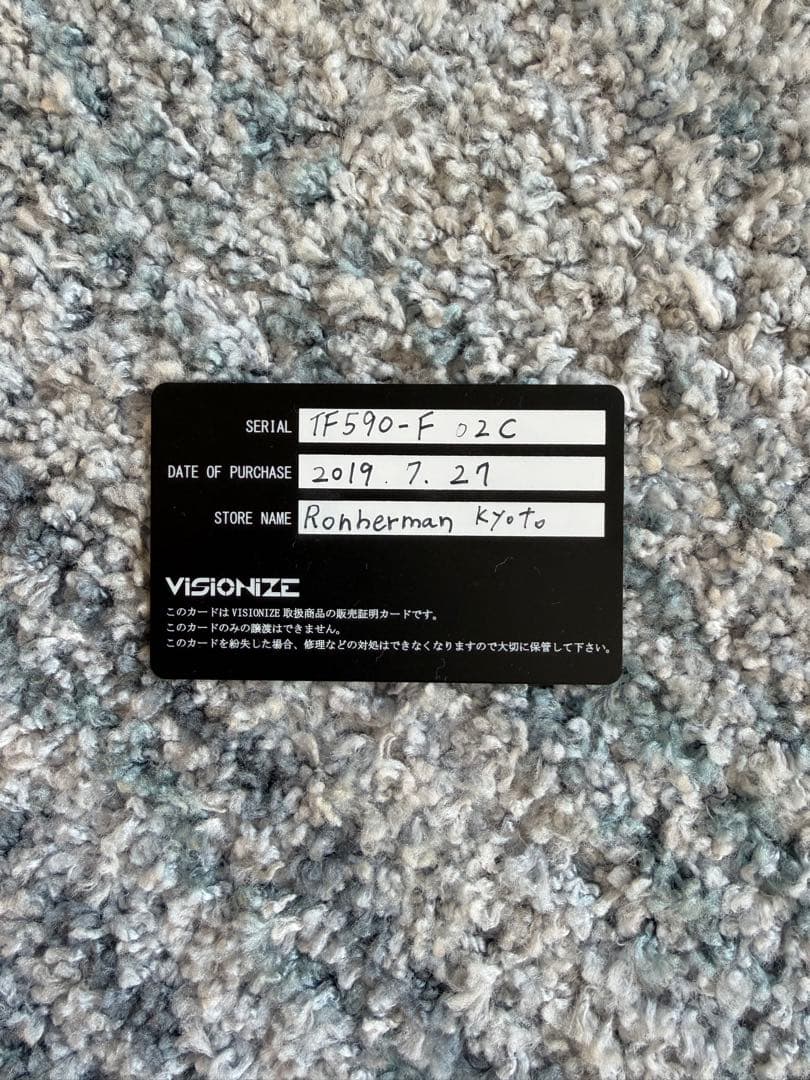 SERIAL TF590-F 02C
DATE OF PURCHASE 2019.7.27
STORE NAME Ronherman Kyoto
VISIONIZE
このカードはVISIONIZE取扱商品の販売証明カードです。
このカードのみの譲渡はできません。
このカードを紛失した場合、修理などの対処はできなくなりますので大切に保管して下さい。